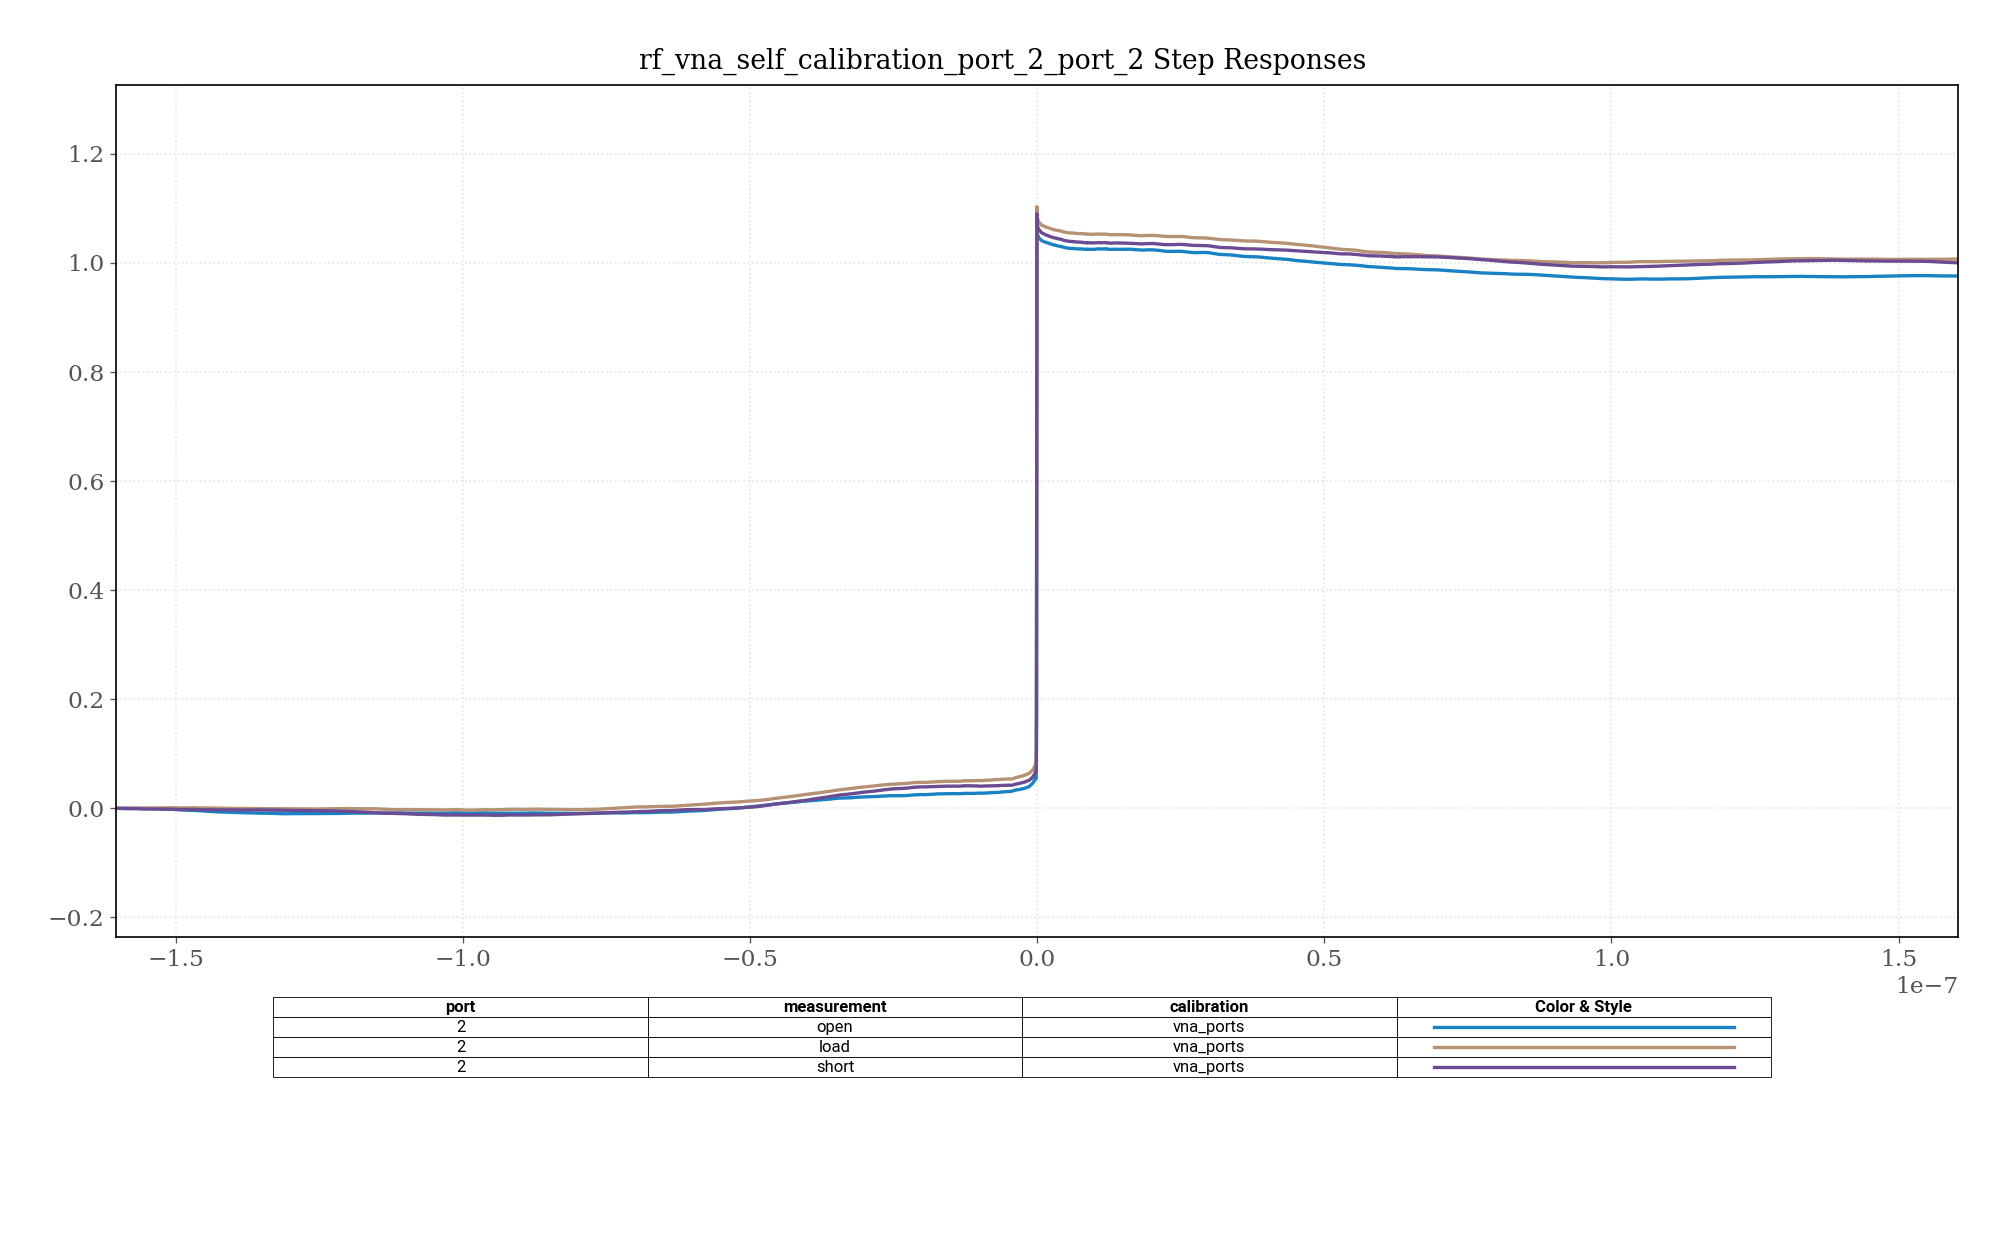 rf_vna_self_calibration_port_2_port_2 Step Responses
1.2
1.0
0.8
0.6
0.4
0.2
0.0
−0.2
−1.5 −1.0 −0.5 0.0 0.5 1.0 1.5
1e−7
port measurement calibration Color & Style
2 open vna_ports
2 load vna_ports
2 short vna_ports